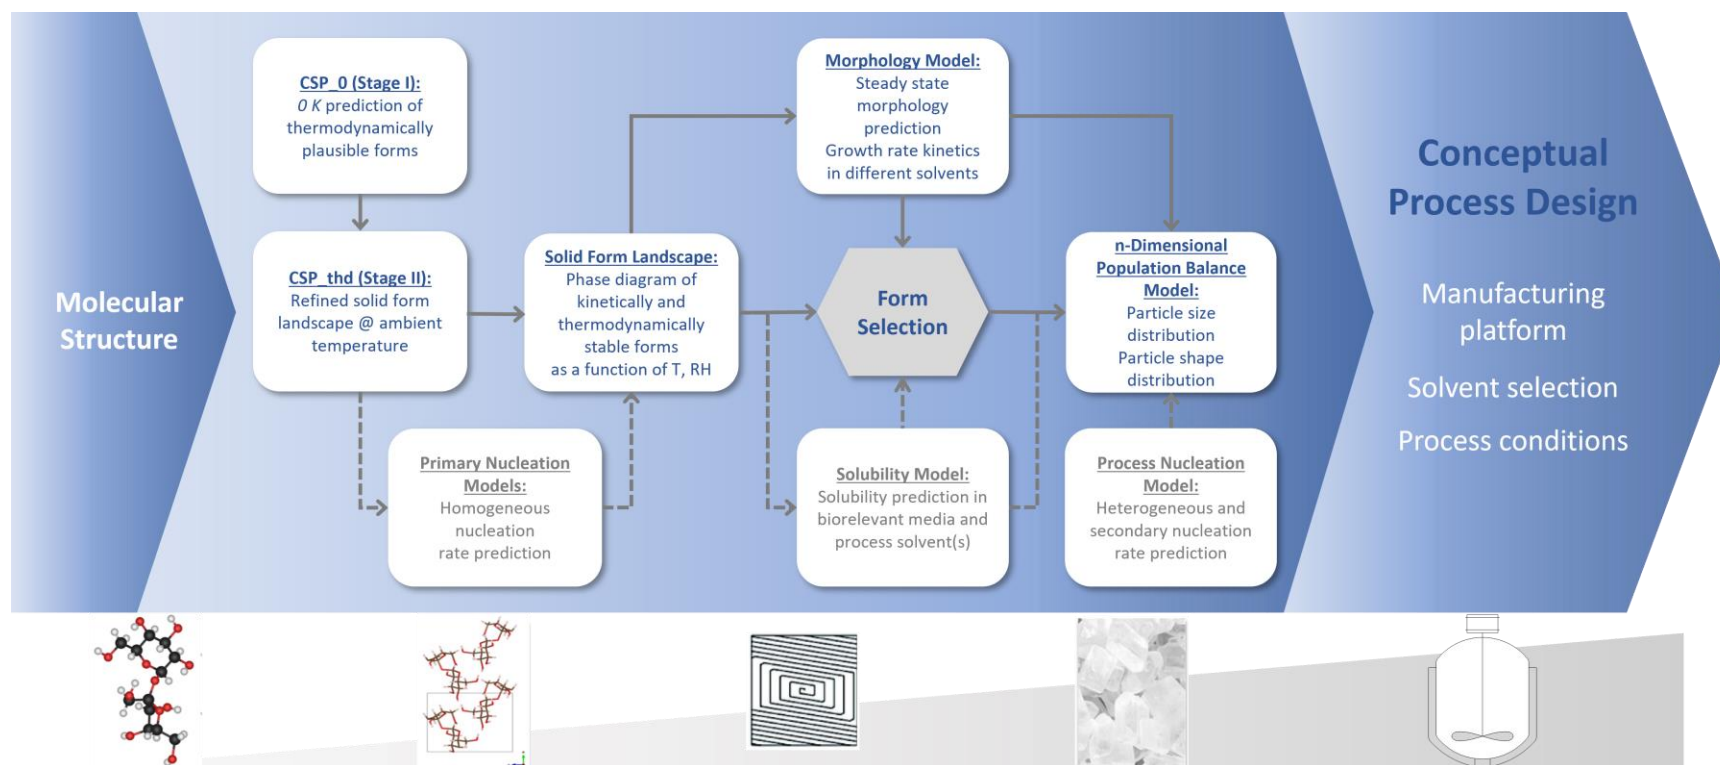 Molecular
Structure
CSP_0 (Stage I):
0 K prediction of
thermodynamically
plausible forms
CSP_thd (Stage II):
Refined solid form
landscape @ ambient
temperature
Primary Nucleation
Models:
Homogeneous
nucleation
rate prediction
Solid Form Landscape:
Phase diagram of
kinetically and
thermodynamically
stable forms
as a function of T, RH
Morphology Model:
Steady state
morphology
prediction
Growth rate kinetics
in different solvents
Form
Selection
Solubility Model:
Solubility prediction in
biorelevant media and
process solvent(s)
n-Dimensional
Population Balance
Model:
Particle size
distribution
Particle shape
distribution
Process Nucleation
Model:
Heterogeneous and
secondary nucleation
rate prediction
Conceptual
Process Design
Manufacturing
platform
Solvent selection
Process conditions